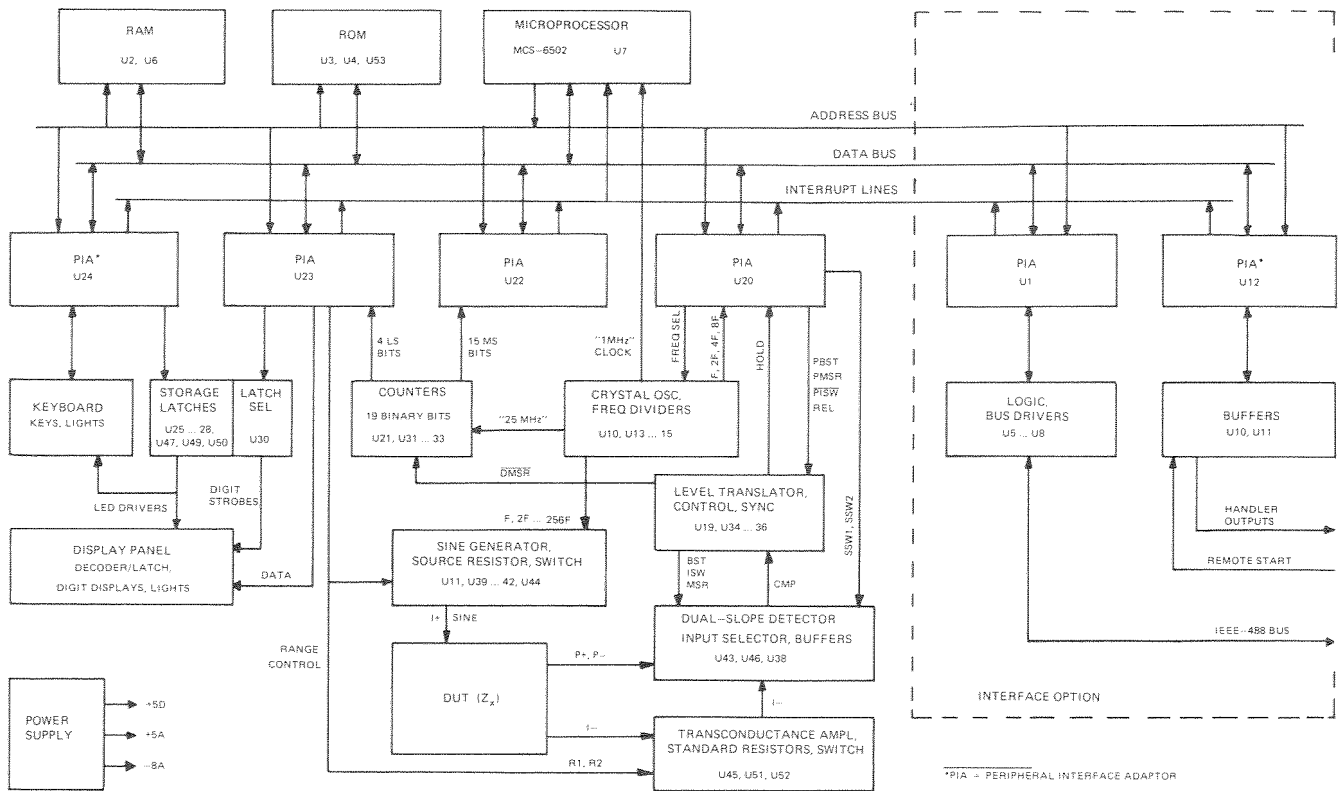 RAM
U2, U6
ROM
U3, U4, U53
MICROPROCESSOR
MCS-6502 U7
ADDRESS BUS
DATA BUS
INTERRUPT LINES
PIA*
U24
PIA
U23
PIA
U22
PIA
U20
PIA
U1
PIA*
U12
4 LS
BITS
15 MS
BITS
"1MHz"
CLOCK
FREQ SEL
F, 2F, 4F, 8F
HOLD
PBST
PMSR
PISW
REL
SSW1, SSW2
KEYBOARD
KEYS, LIGHTS
STORAGE
LATCHES
U25 ... 28,
U47, U49, U50
LATCH
SEL
U30
COUNTERS
19 BINARY BITS
U21, U31 ... 33
"25 MHz"
CRYSTAL OSC,
FREQ DIVIDERS
U10, U13 ... 15
LOGIC,
BUS DRIVERS
U5 ... U8
BUFFERS
U10, U11
DMSR
LED DRIVERS
DIGIT
STROBES
F, 2F ... 256F
LEVEL TRANSLATOR,
CONTROL, SYNC
U19, U34 ... 36
HANDLER
OUTPUTS
REMOTE START
DISPLAY PANEL
DECODER/LATCH,
DIGIT DISPLAYS, LIGHTS
DATA
SINE GENERATOR,
SOURCE RESISTOR, SWITCH
U11, U39 ... 42, U44
BST
ISW
MSR
CMP
I+ SINE
DUAL-SLOPE DETECTOR
INPUT SELECTOR, BUFFERS
U43, U46, U38
IEEE-488 BUS
RANGE
CONTROL
P+, P-
DUT (Zx)
I-
I-
INTERFACE OPTION
POWER
SUPPLY
+5D
+5A
-8A
TRANSCONDUCTANCE AMPL,
STANDARD RESISTORS, SWITCH
U45, U51, U52
R1, R2
*PIA = PERIPHERAL INTERFACE ADAPTOR